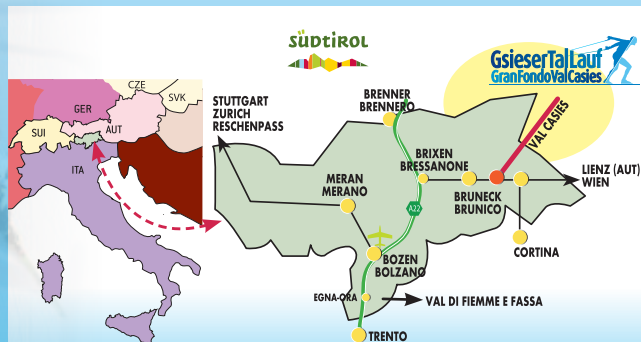 SÜDTIROL
GsieserTalLauf
GranFondoValCasies
CZE
SVK
GER
AUT
SUI
ITA
STUTTGART
ZURICH
RESCHENPASS
BRENNER
BRENNERO
VAL CASIES
BRIXEN
BRESSANONE
LIENZ (AUT)
WIEN
MERAN
MERANO
BRUNECK
BRUNICO
A22
CORTINA
BOZEN
BOLZANO
EGNA-ORA
VAL DI FIEMME E FASSA
TRENTO